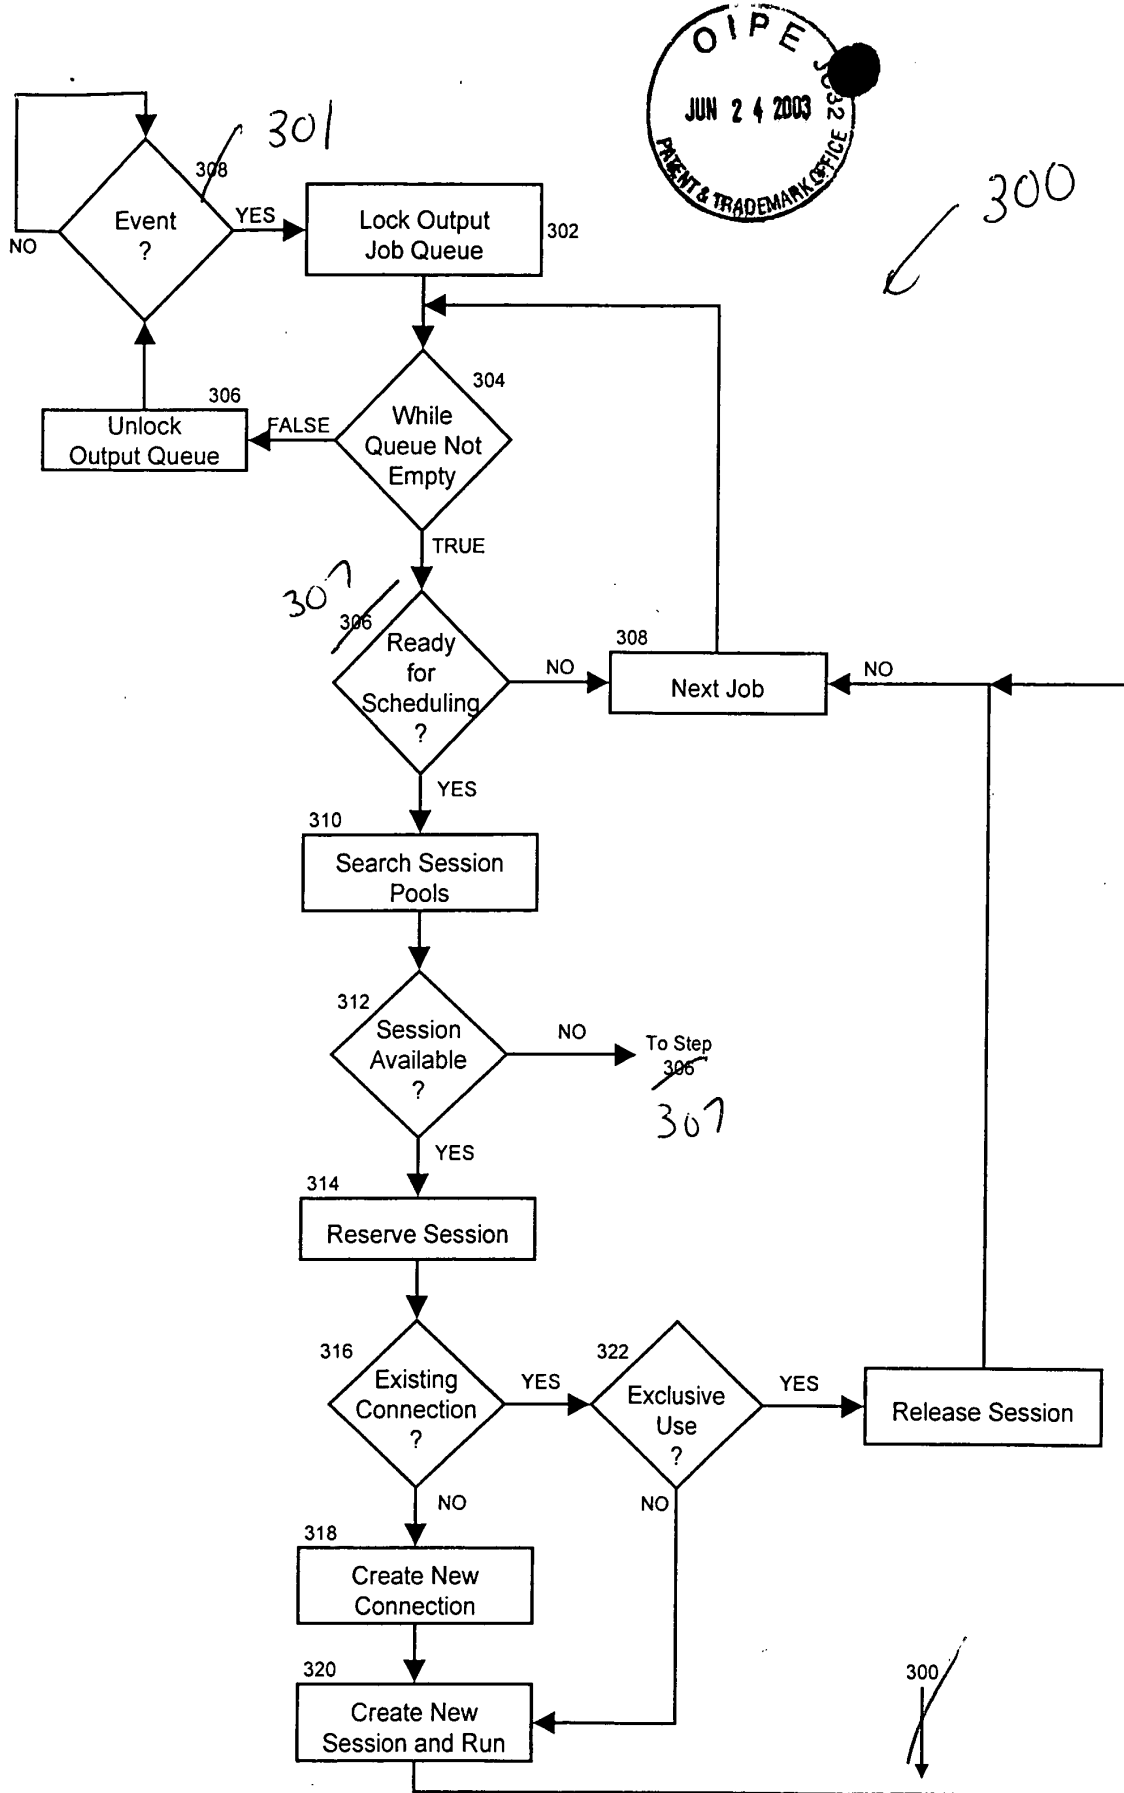 OIPE JC32
JUN 24 2003
PATENT & TRADEMARK OFFICE
301
300
308
Event
?
YES
NO
Lock Output
Job Queue
302
304
306
While
Queue Not
Empty
FALSE
Unlock
Output Queue
TRUE
307
306
Ready
for
Scheduling
?
NO
308
Next Job
NO
YES
310
Search Session
Pools
312
Session
Available
?
NO
To Step
306
307
YES
314
Reserve Session
316
Existing
Connection
?
YES
322
Exclusive
Use
?
YES
Release Session
NO
NO
318
Create New
Connection
320
Create New
Session and Run
300